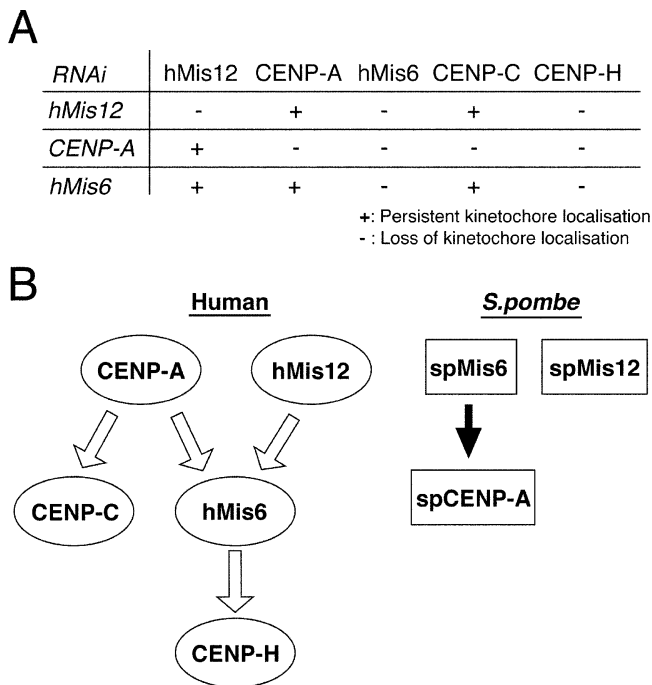 A
RNAi hMis12 CENP-A hMis6 CENP-C CENP-H
hMis12 - + - + -
CENP-A + - - - -
hMis6 + + - + -
+: Persistent kinetochore localisation
- : Loss of kinetochore localisation
B
Human S.pombe
CENP-A hMis12 spMis6 spMis12
CENP-C hMis6 spCENP-A
CENP-H